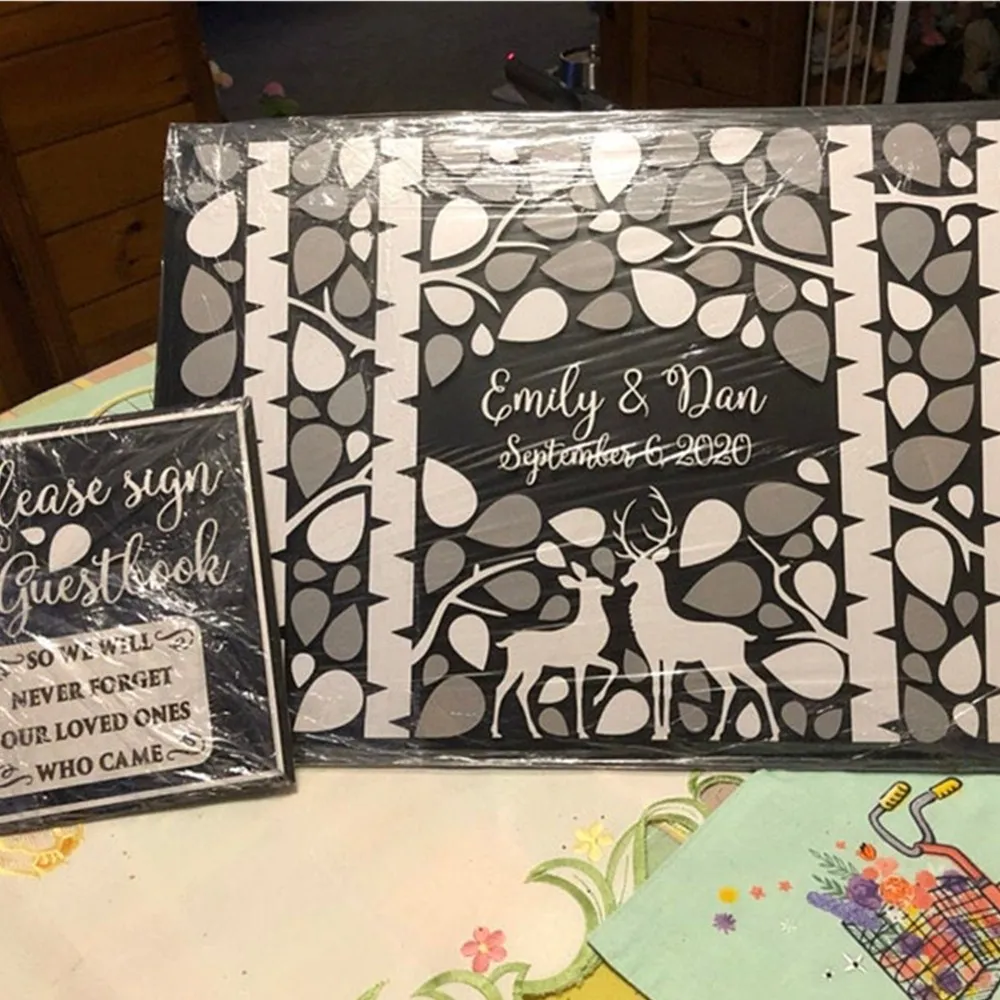 Emily & Dan
September 6, 2020
lease sign
Guestbook
SO WE WILL
NEVER FORGET
OUR LOVED ONES
WHO CAME